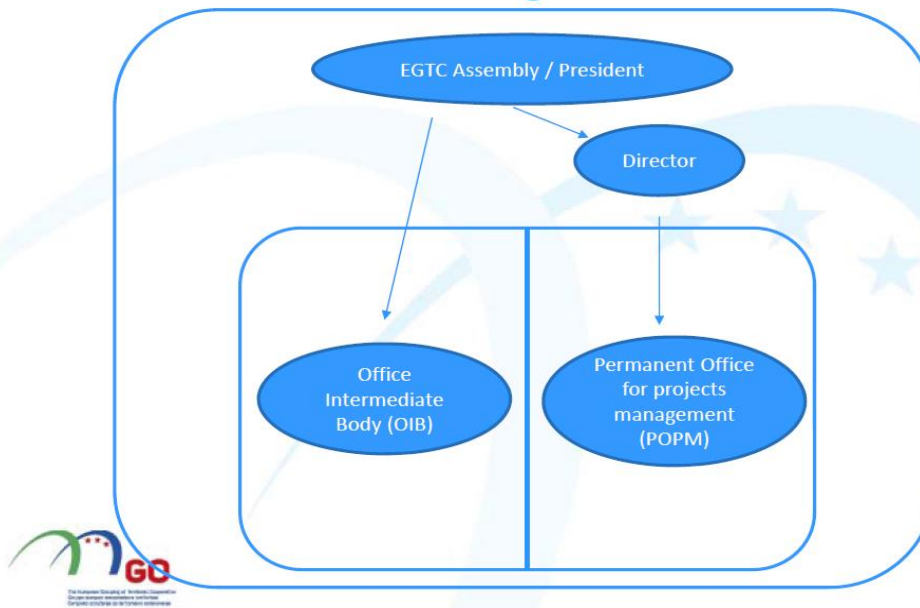 EGTC Assembly / President
Director
Office
Intermediate
Body (OIB)
Permanent Office
for projects
management
(POPM)
GO